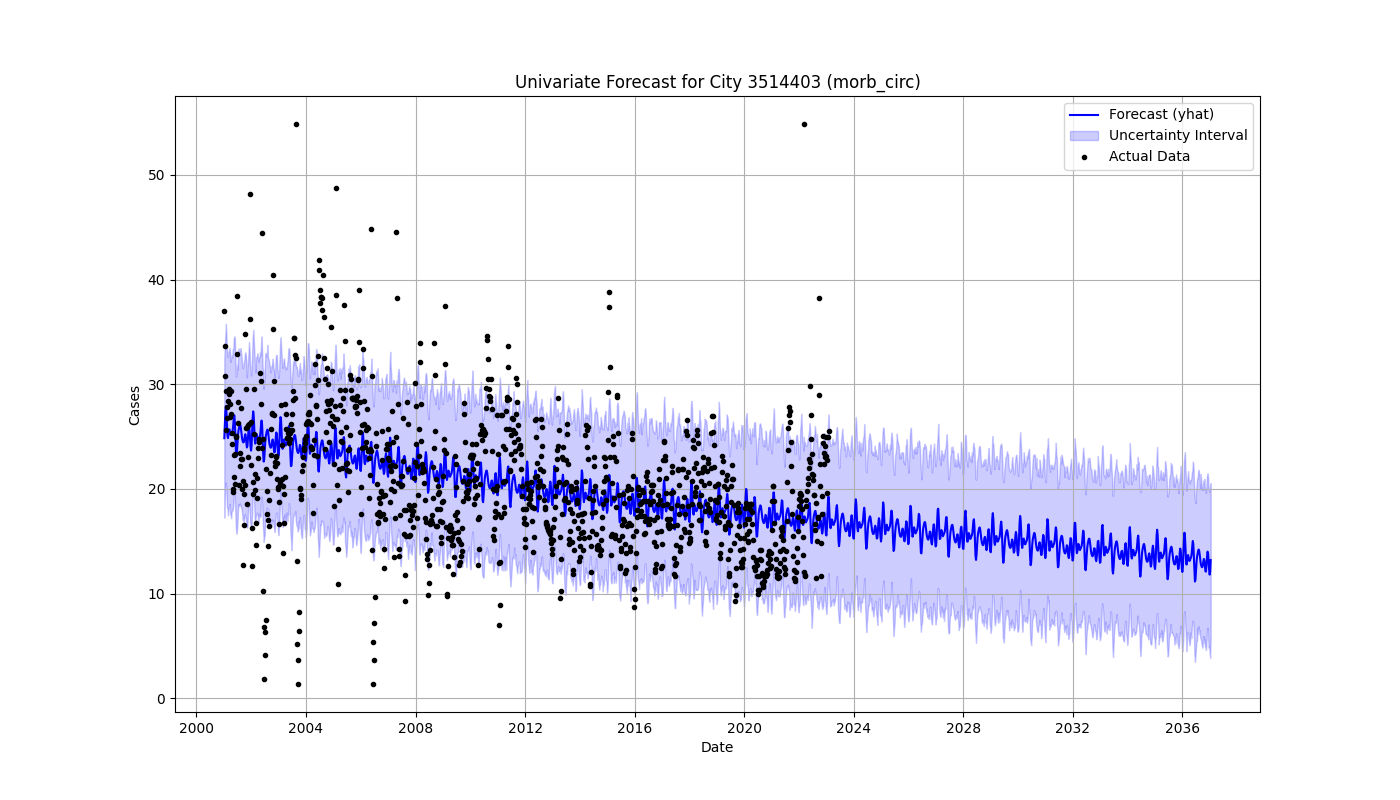 Univariate Forecast for City 3514403 (morb_circ)
Forecast (yhat)
Uncertainty Interval
Actual Data
Cases
50
40
30
20
10
0
2000 2004 2008 2012 2016 2020 2024 2028 2032 2036
Date